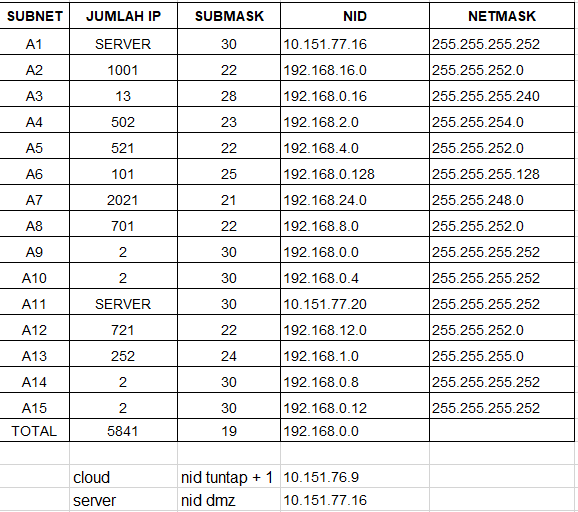 SUBNET JUMLAH IP SUBMASK NID NETMASK
A1 SERVER 30 10.151.77.16 255.255.255.252
A2 1001 22 192.168.16.0 255.255.252.0
A3 13 28 192.168.0.16 255.255.255.240
A4 502 23 192.168.2.0 255.255.254.0
A5 521 22 192.168.4.0 255.255.252.0
A6 101 25 192.168.0.128 255.255.255.128
A7 2021 21 192.168.24.0 255.255.248.0
A8 701 22 192.168.8.0 255.255.252.0
A9 2 30 192.168.0.0 255.255.255.252
A10 2 30 192.168.0.4 255.255.255.252
A11 SERVER 30 10.151.77.20 255.255.255.252
A12 721 22 192.168.12.0 255.255.252.0
A13 252 24 192.168.1.0 255.255.255.0
A14 2 30 192.168.0.8 255.255.255.252
A15 2 30 192.168.0.12 255.255.255.252
TOTAL 5841 19 192.168.0.0
cloud nid tuntap + 1 10.151.76.9
server nid dmz 10.151.77.16